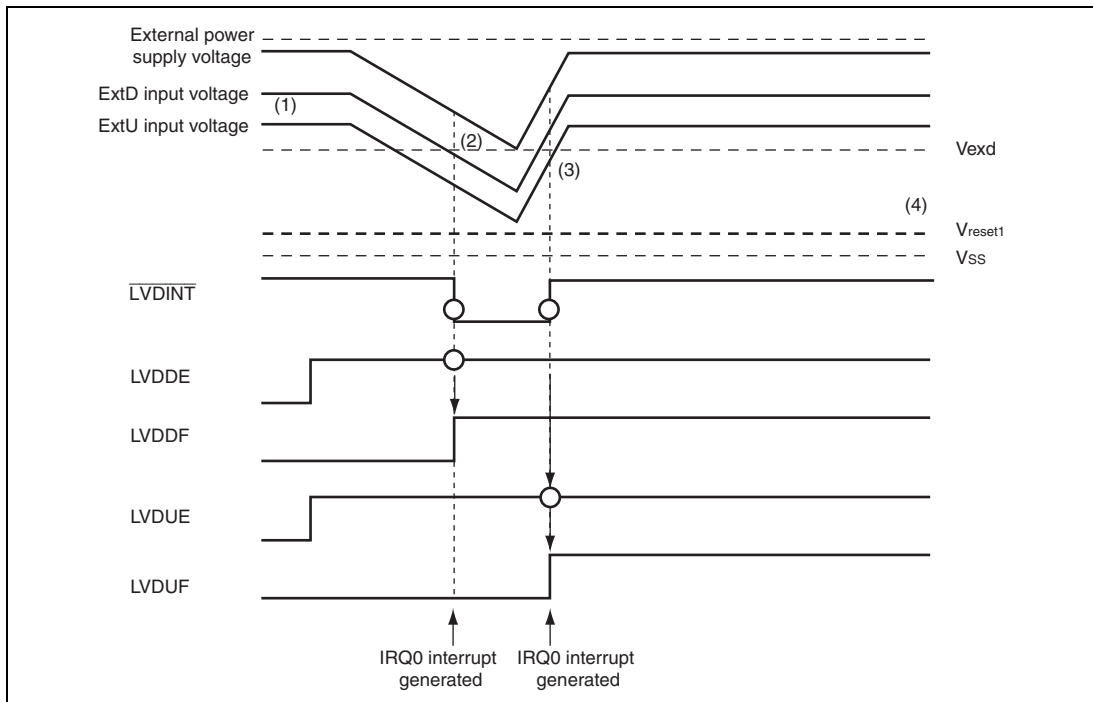 External power
supply voltage
ExtD input voltage
(1)
ExtU input voltage
(2)
Vexd
(3)
(4)
Vreset1
VSS
LVDINT
LVDDE
LVDDF
LVDUE
LVDUF
IRQ0 interrupt
generated
IRQ0 interrupt
generated